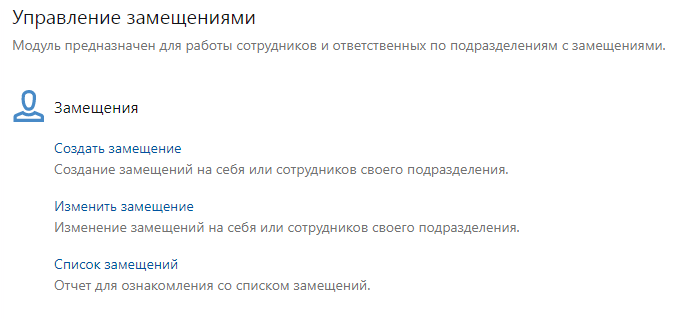 Управление замещениями
Модуль предназначен для работы сотрудников и ответственных по подразделениям с замещениями.
Замещения
Создать замещение
Создание замещений на себя или сотрудников своего подразделения.
Изменить замещение
Изменение замещений на себя или сотрудников своего подразделения.
Список замещений
Отчет для ознакомления со списком замещений.